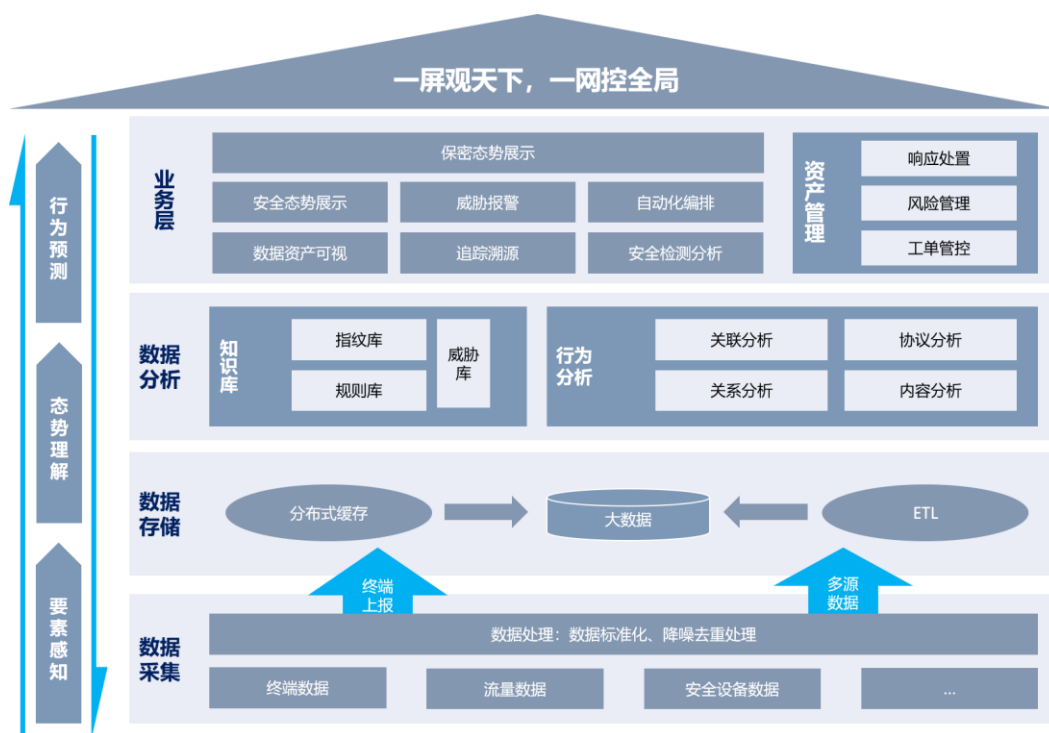 一屏观天下，一网控全局
行为预测
态势理解
要素感知
业务层
保密态势展示
安全态势展示
威胁报警
自动化编排
数据资产可视
追踪溯源
安全检测分析
资产管理
响应处置
风险管理
工单管控
数据
分析
知识库
指纹库
规则库
威胁
库
行为
分析
关联分析
协议分析
关系分析
内容分析
数据
存储
分布式缓存
大数据
ETL
终端
上报
多源
数据
数据
采集
数据处理：数据标准化、降噪去重处理
终端数据
流量数据
安全设备数据
...